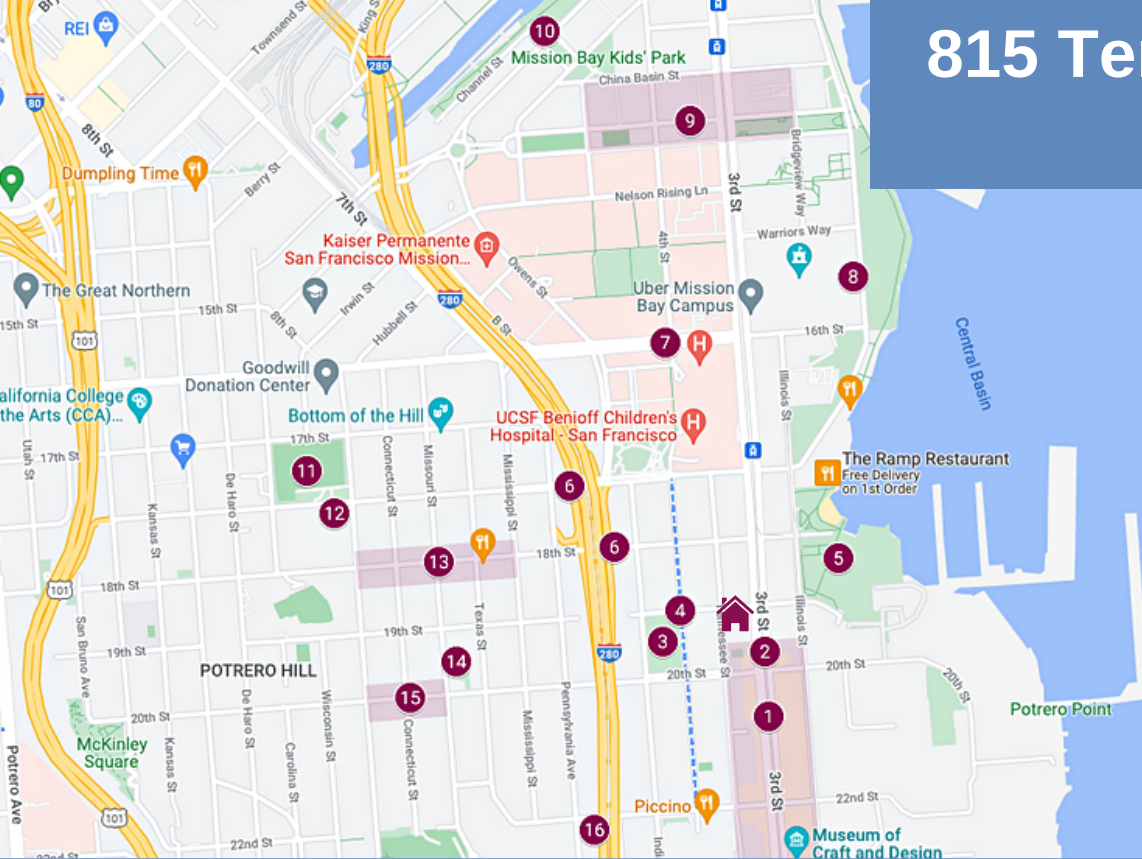 815 Te
King S
Townsend St
REI
10
Mission Bay Kids' Park
280
China Basin St
Channel St
80
9
8th St
Bridgeview Way
Dumpling Time
Berry St
3rd St
Nelson Rising Ln
7th St
4th St
Warriors Way
Kaiser Permanente
San Francisco Mission...
Owens St
8
The Great Northern
Uber Mission
Bay Campus
280
Irwin St
15th St
15th St
8th St
Hubbell St
B St
16th St
Central Basin
101
7
H
Goodwill
Donation Center
Illinois St
alifornia College
the Arts (CCA)...
Bottom of the Hill
UCSF Benioff Children's
Hospital - San Francisco
H
17th St
17th St
Utah St
Connecticut St
Missouri St
Mississippi St
The Ramp Restaurant
Free Delivery
on 1st Order
11
De Haro St
6
12
Kansas St
13
18th St
6
5
18th St
101
4
3rd St
Illinois St
nnessee St
Texas St
19th St
3
2
San Bruno Ave
19th St
280
14
20th St
20th St
20th St
POTRERO HILL
15
1
Pennsylvania Ave
De Haro St
Wisconsin St
20th St
Mississippi St
Connecticut St
Potrero Point
McKinley
Square
Kansas St
Carolina St
Potrero Ave
3rd St
22nd St
Piccino
101
16
Museum of
Craft and Design
22nd St
22nd St
Indi